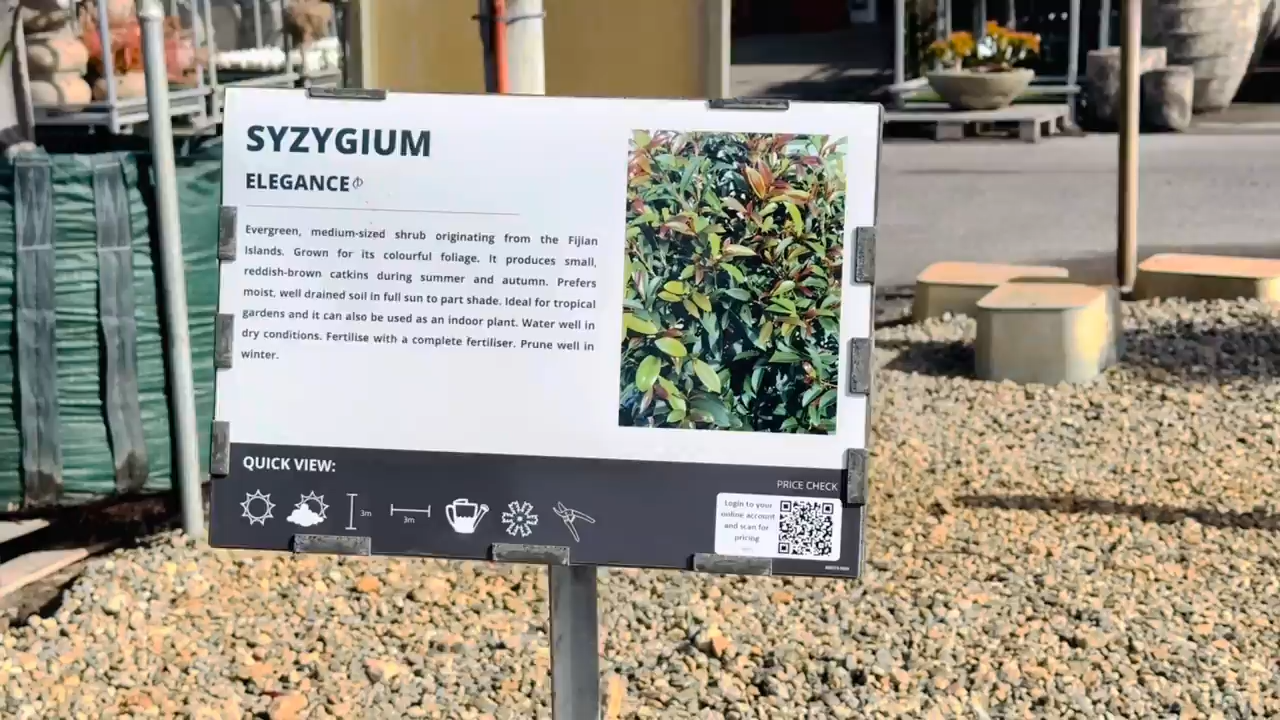 SYZYGIUM
ELEGANCE
Evergreen, medium-sized shrub originating from the Fijian
Islands. Grown for its colourful foliage. It produces small,
reddish-brown catkins during summer and autumn. Prefers
moist, well drained soil in full sun to part shade. Ideal for tropical
gardens and it can also be used as an indoor plant. Water well in
dry conditions. Fertilise with a complete fertiliser. Prune well in
winter.
QUICK VIEW:
3m
3m
PRICE CHECK
Login to your
online account
and scan for
pricing